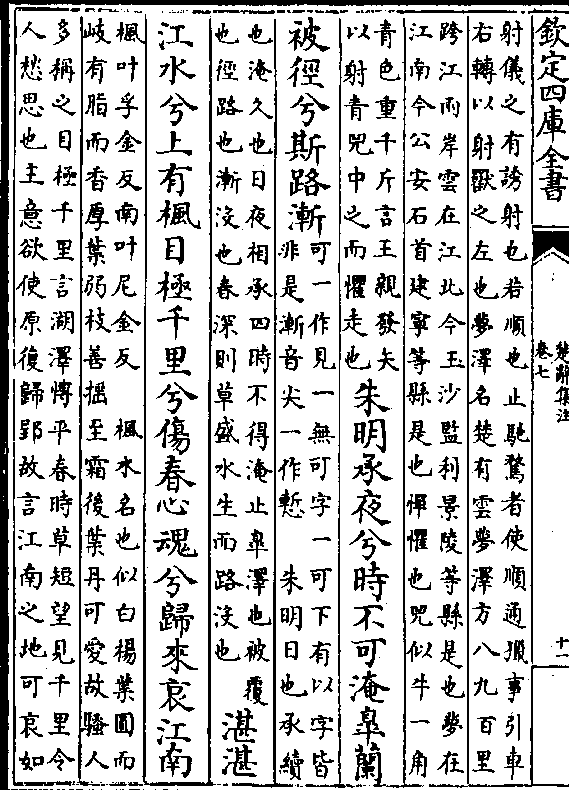 欽定四庫全書
楚辭集注
卷七
十一
射儀之有誘射也若順也止馳騖者使順通獵事引車
右轉以射獸之左也夢澤名楚有雲夢澤方八九百里
跨江兩岸雲在江北今玉沙監利景陵等縣是也夢在
江南今公安石首建寧等縣是也憚懼也兕似牛一角
青色重千斤言王親發矢
以射青兕中之而懼走也
朱明承夜兮時不可淹臯蘭
被徑兮斯路漸
可一作見一無可字一可下有以字皆
非是漸音尖一作慙　朱明日也承續
也淹久也日夜相承四時不得淹止臯澤也被覆
也徑路也漸沒也春深則草盛水生而路沒也
湛湛
江水兮上有楓目極千里兮傷春心魂兮歸來哀江南
楓叶孚金反南叶尼金反　楓木名也似白楊葉圓而
岐有脂而香厚葉弱枝善揺至霜後葉丹可愛故騷人
多稱之目極千里言湖澤博平春時草短望見千里令
人愁思也主意欲使原復歸郢故言江南之地可哀如